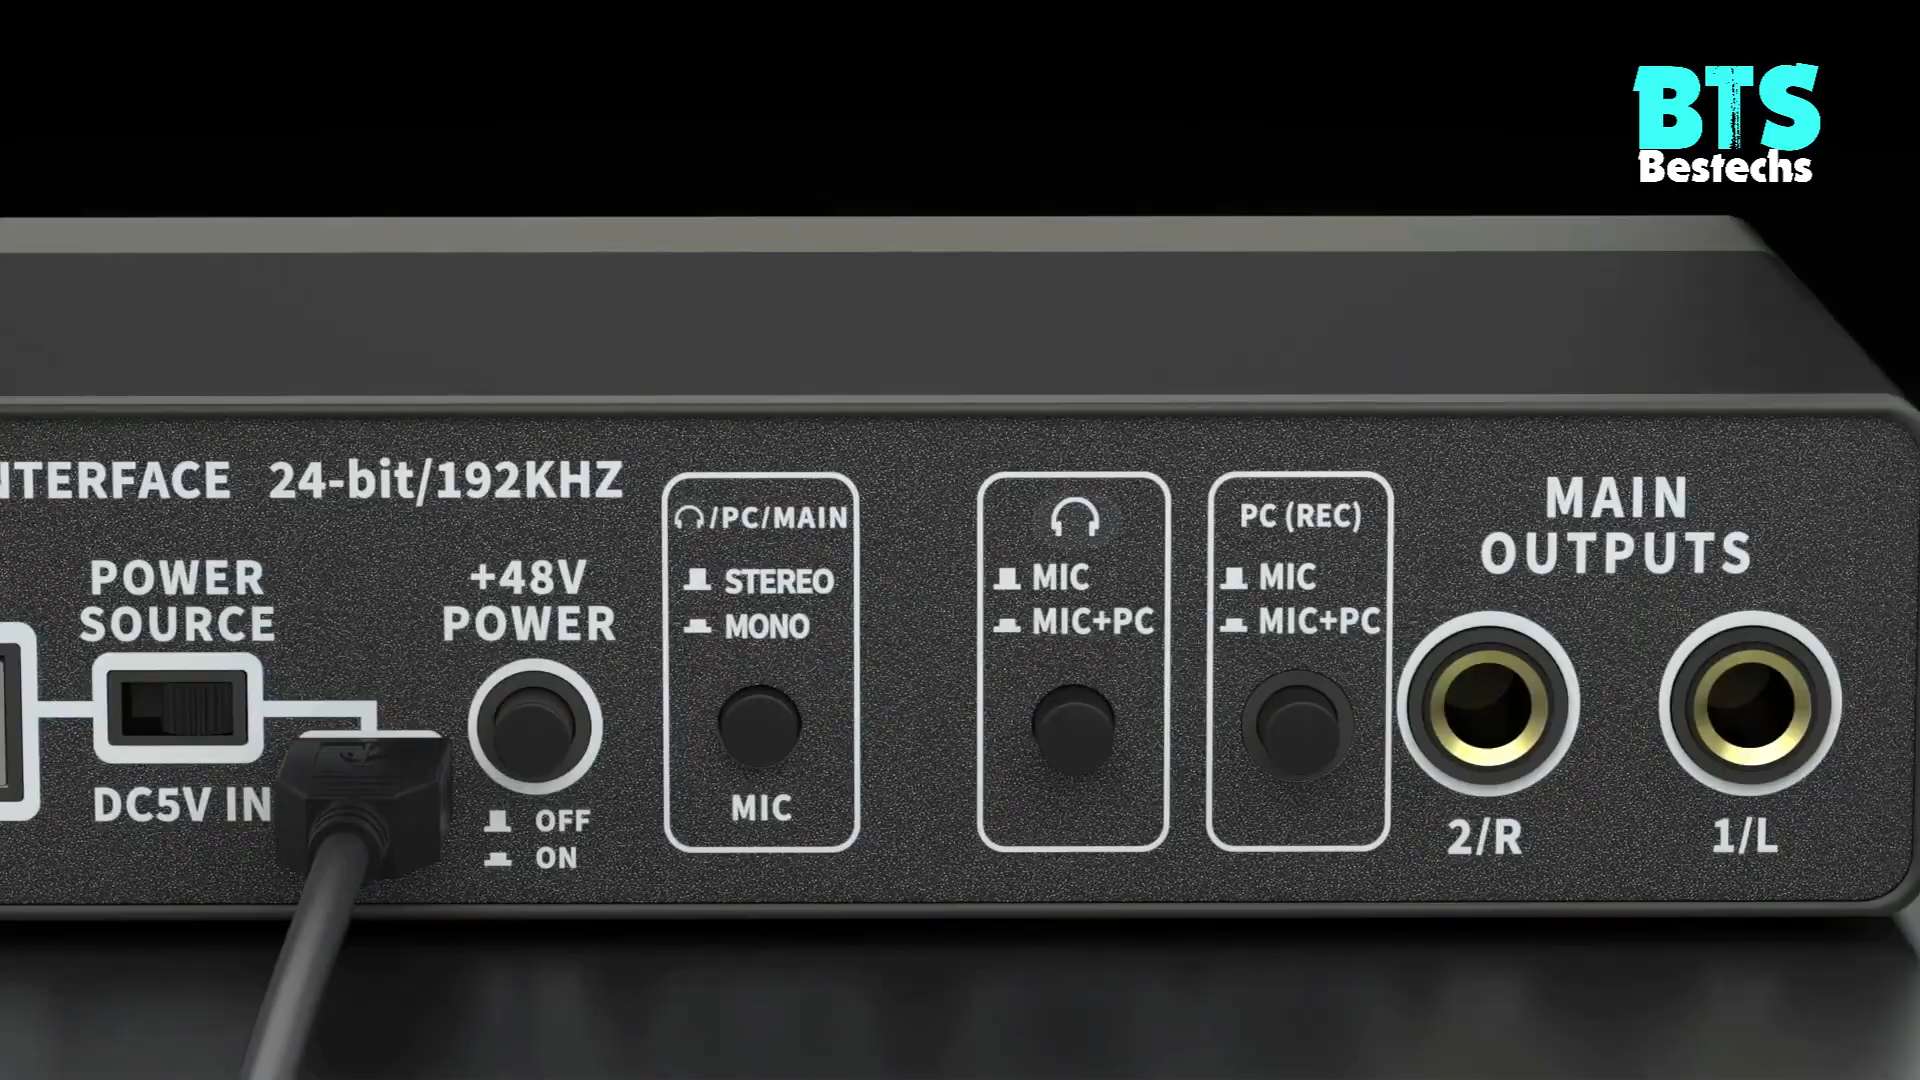 BTS
Bestechs
NTERFACE 24-bit/192KHZ
POWER
SOURCE
DC5V IN
+48V
POWER
OFF
ON
/PC/MAIN
STEREO
MONO
MIC
MIC
MIC+PC
PC (REC)
MIC
MIC+PC
MAIN
OUTPUTS
2/R
1/L